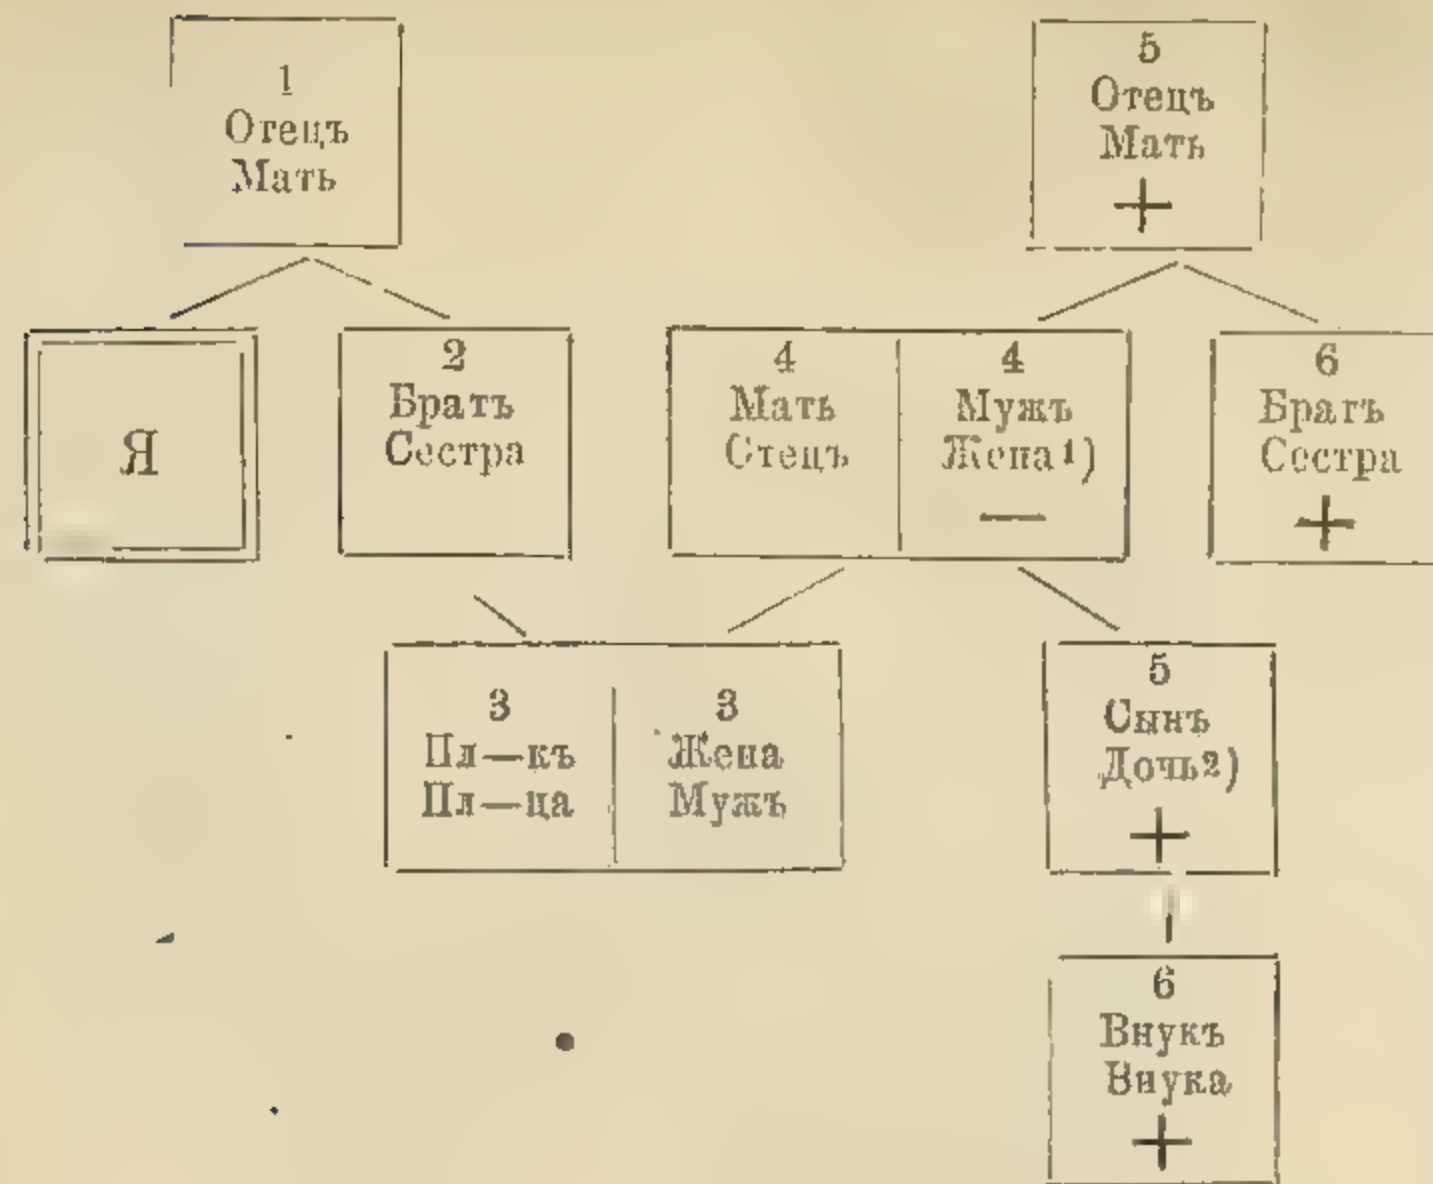 1
Отецъ
Мать
5
Отецъ
Мать
+
Я
2
Братъ
Сестра
4
Мать
Отецъ
4
Мужъ
Жена 1)
—
6
Братъ
Сестра
+
3
Пл—къ
Пл—ца
3
Жена
Мужъ
5
Сынъ
Дочь 2)
+
6
Внукъ
Внука
+